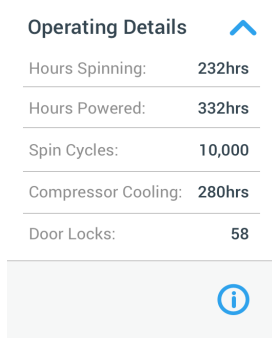 Operating Details
Hours Spinning: 232hrs
Hours Powered: 332hrs
Spin Cycles: 10,000
Compressor Cooling: 280hrs
Door Locks: 58